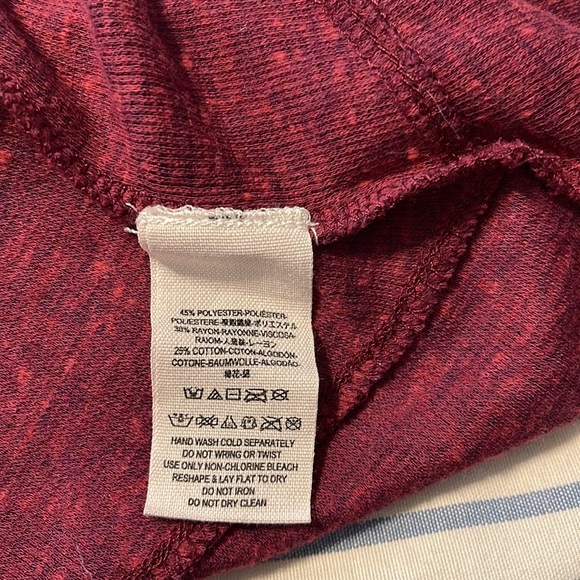 45% POLYESTER-POLIÉSTER-
POLIESTERE-聚酯纖維-ポリエステル
30% RAYON-RAYONNE-VISCOSA-
RAIOM-人造絲-レーヨン
25% COTTON-COTON-ALGODÓN-
COTONE-BAUMWOLLE-ALGODÃO-
棉花-綿
HAND WASH COLD SEPARATELY
DO NOT WRING OR TWIST
USE ONLY NON-CHLORINE BLEACH
RESHAPE & LAY FLAT TO DRY
DO NOT IRON
DO NOT DRY CLEAN